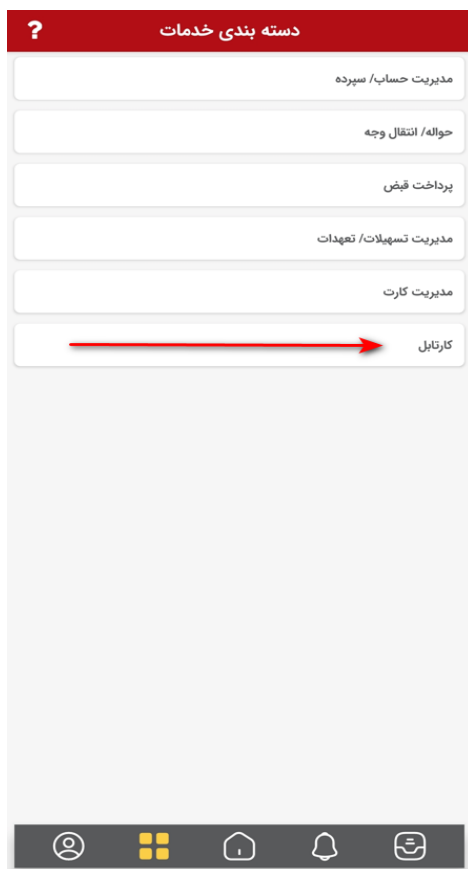 دسته بندی خدمات ?
مدیریت حساب/ سپرده
حواله/ انتقال وجه
پرداخت قبض
مدیریت تسهیلات/ تعهدات
مدیریت کارت
کارتابل